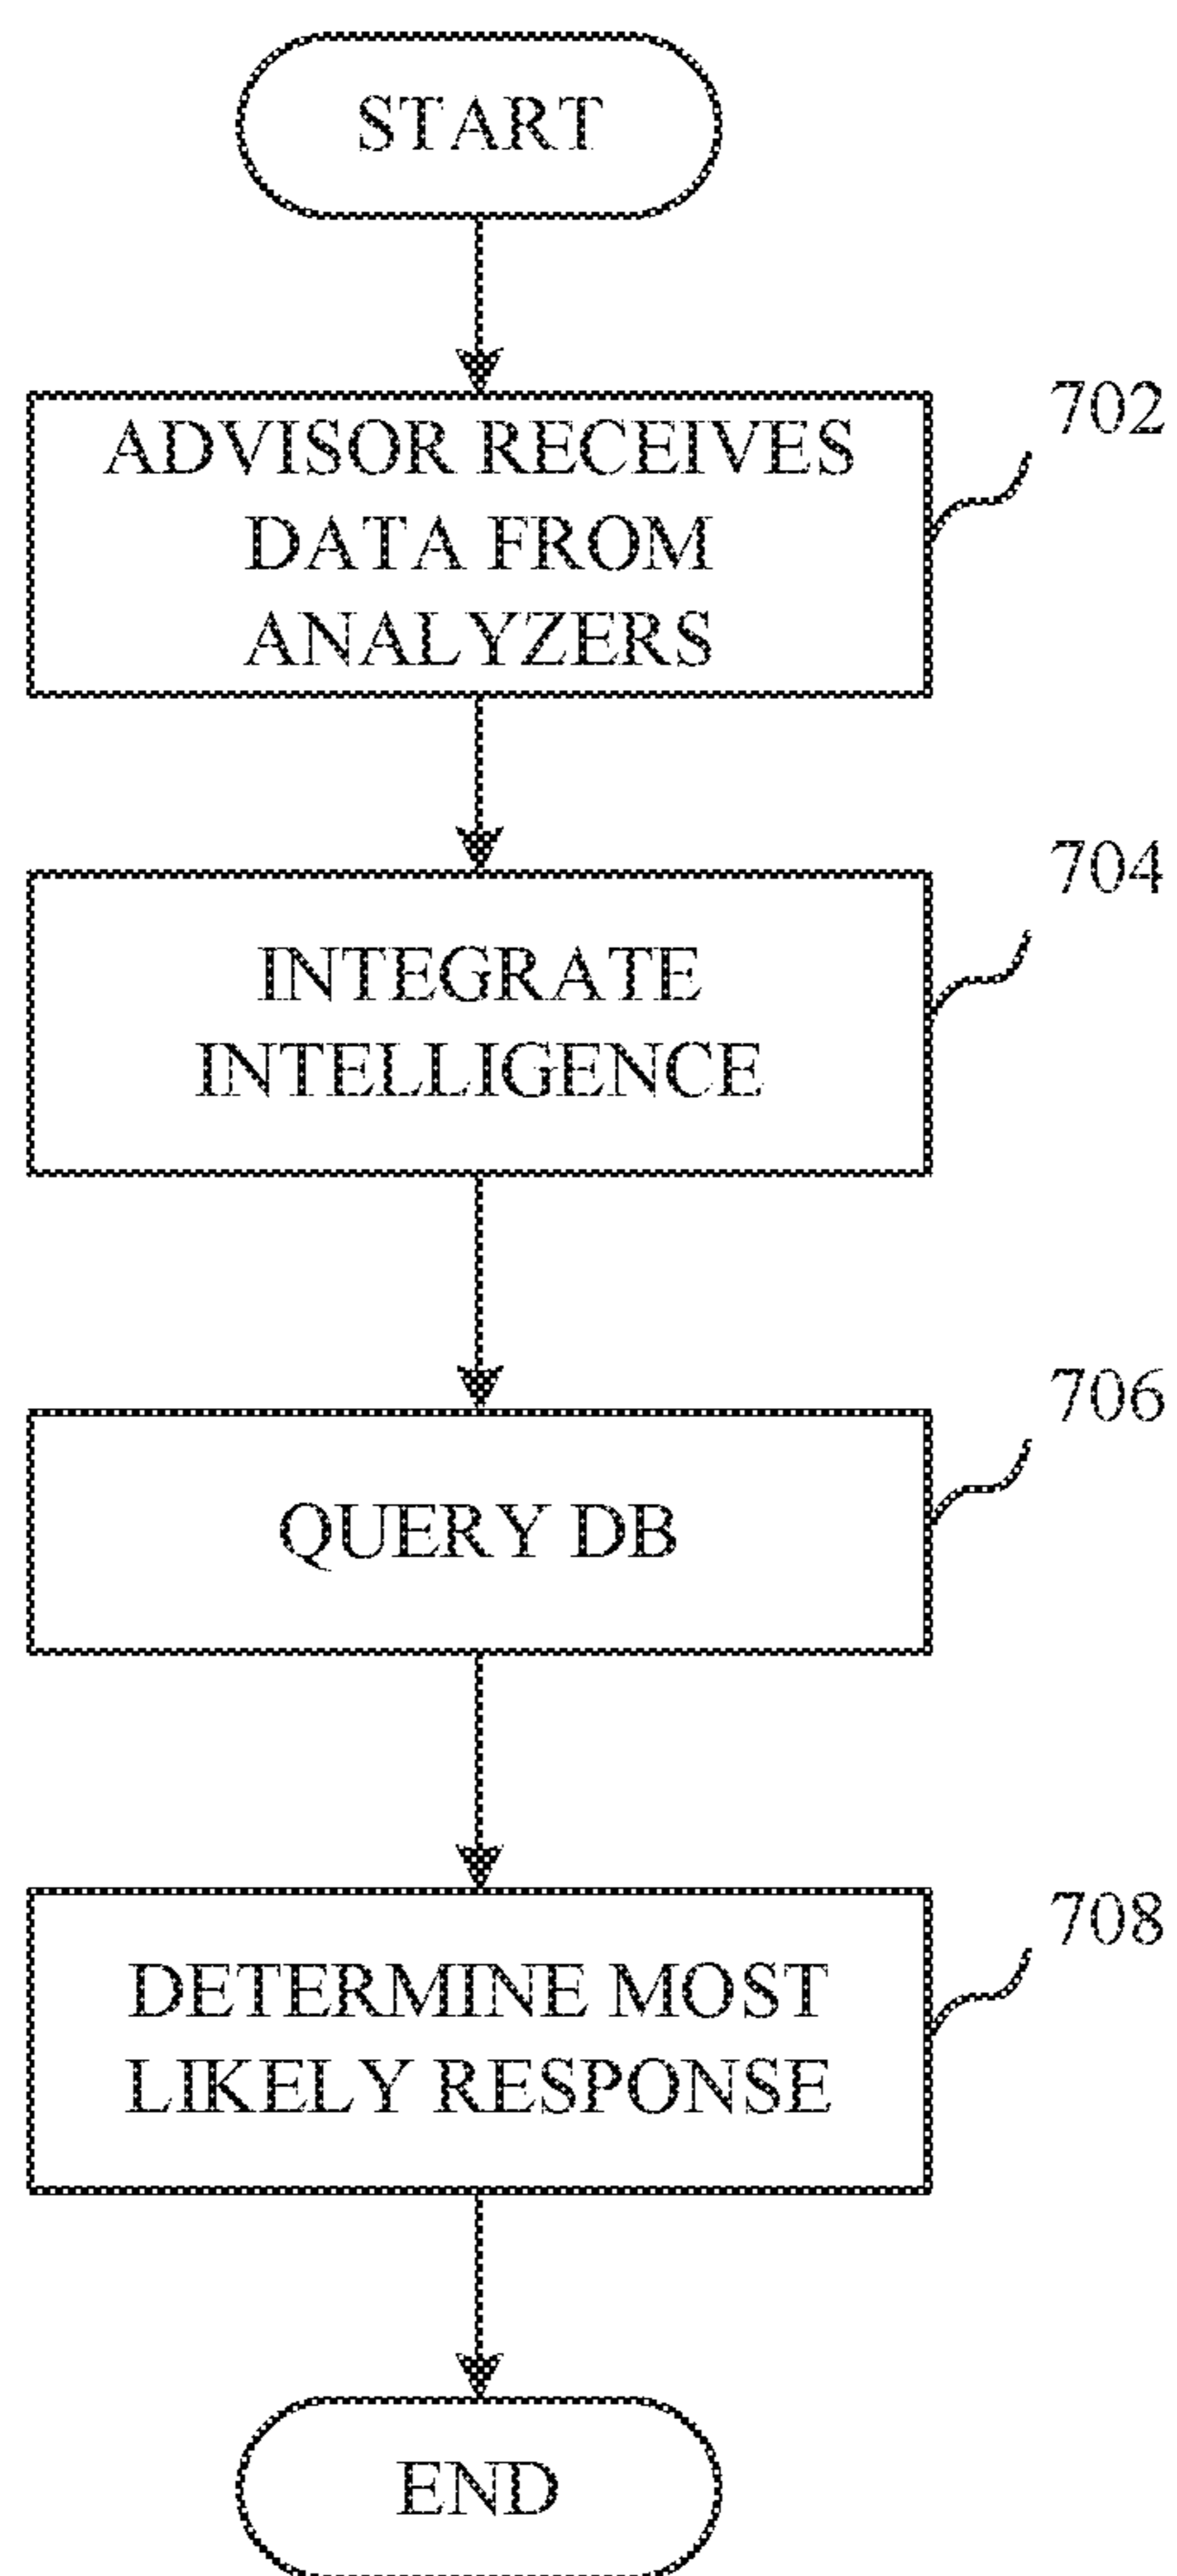 START
702
ADVISOR RECEIVES
DATA FROM
ANALYZERS
704
INTEGRATE
INTELLIGENCE
706
QUERY DB
708
DETERMINE MOST
LIKELY RESPONSE
END